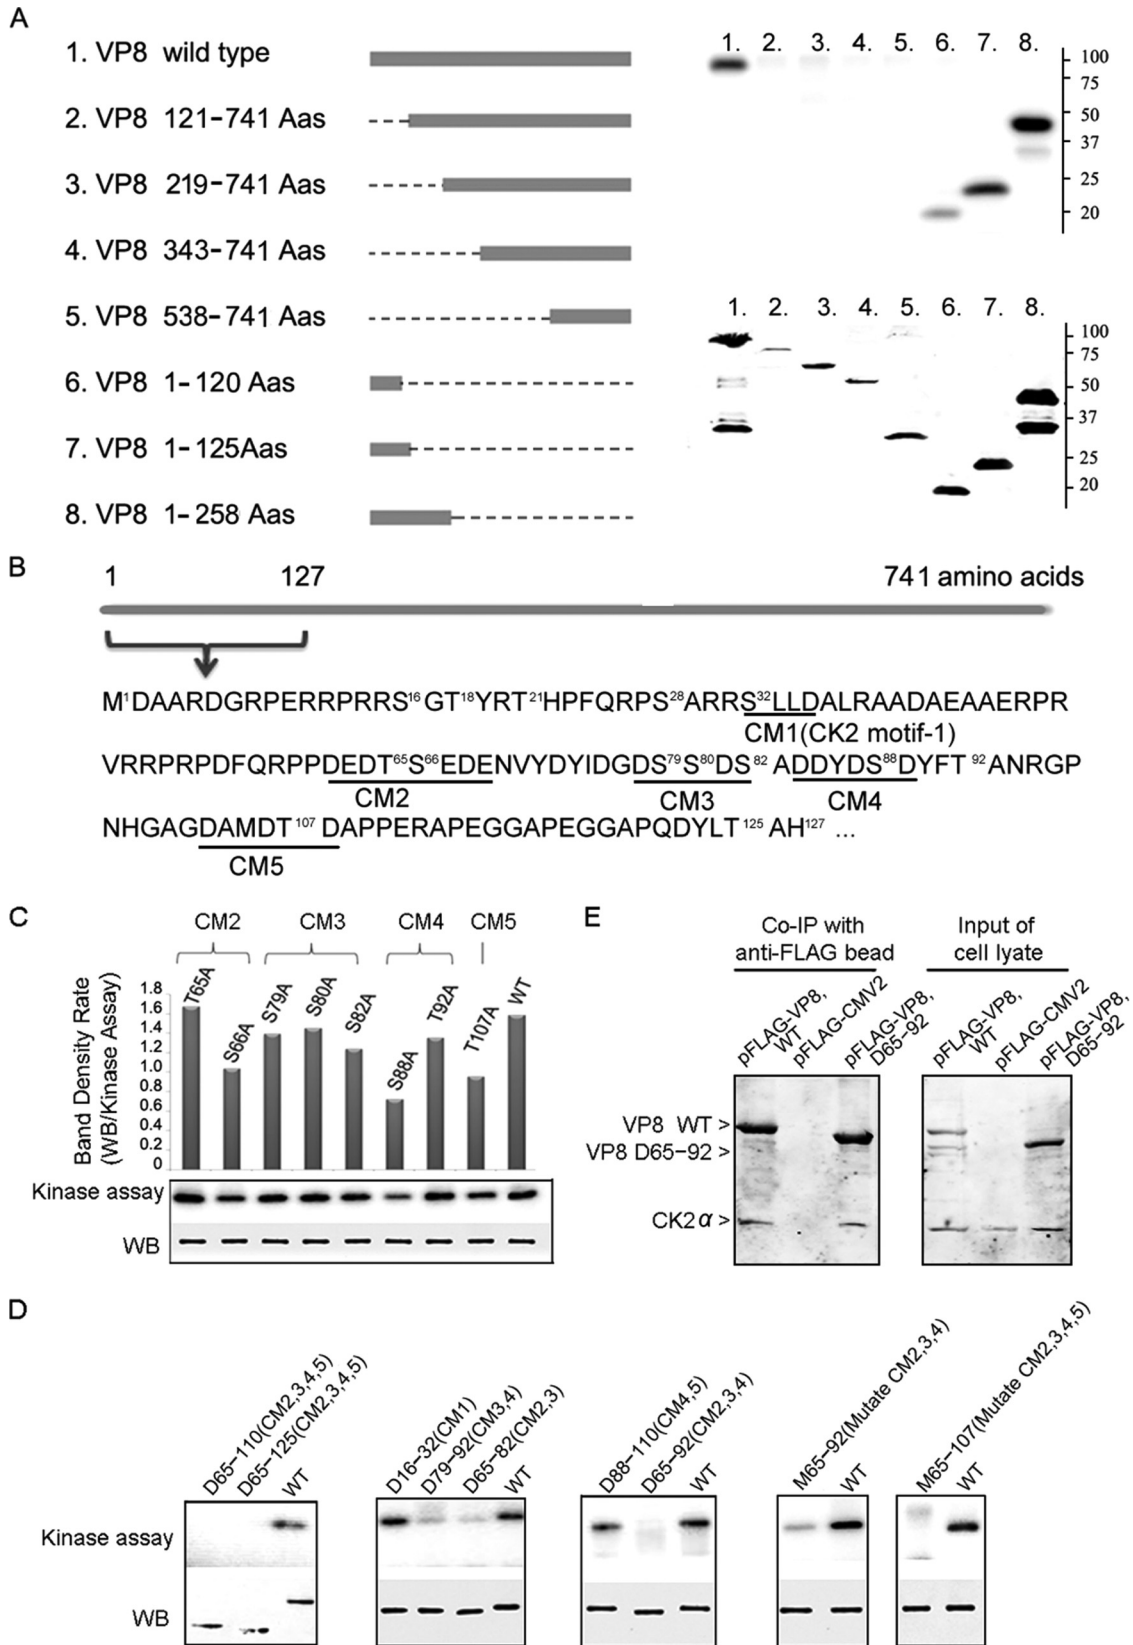 A
1. VP8 wild type
2. VP8 121-741 Aas
3. VP8 219-741 Aas
4. VP8 343-741 Aas
5. VP8 538-741 Aas
6. VP8 1-120 Aas
7. VP8 1-125Aas
8. VP8 1-258 Aas
1. 2. 3. 4. 5. 6. 7. 8.
100
75
50
37
25
20
1. 2. 3. 4. 5. 6. 7. 8.
100
75
50
37
25
20
B
1 127 741 amino acids
M¹DAARDGRPERRPRRS¹⁶GT¹⁸YRT²¹HPFQRPS²⁸ARRS³²LLDALRAADAEAAERPR
CM1(CK2 motif-1)
VRRPRPDFQRPPDEDT⁶⁵S⁶⁶EDENVYDYIDGDS⁷⁹S⁸⁰DS⁸²ADDYDS⁸⁸DYFT⁹²ANRGP
CM2 CM3 CM4
NHGAGDAMDT¹⁰⁷DAPPERAPEGGAPEGGAPQDYLT¹²⁵AH¹²⁷...
CM5
C
CM2 CM3 CM4 CM5
T65A S66A S79A S80A S82A S88A T92A T107A WT
Band Density Rate
(WB/Kinase Assay)
1.8
1.6
1.4
1.2
1.0
0.8
0.6
0.4
0.2
0
Kinase assay
WB
E
Co-IP with
anti-FLAG bead
Input of
cell lyate
pFLAG-VP8,
WT
pFLAG-CMV2
pFLAG-VP8,
D65-92
pFLAG-VP8,
WT
pFLAG-CMV2
pFLAG-VP8,
D65-92
VP8 WT >
VP8 D65-92 >
CK2α >
D
D65-110(CM2,3,4,5)
D65-125(CM2,3,4,5)
WT
D16-32(CM1)
D79-92(CM3,4)
D65-82(CM2,3)
WT
D88-110(CM4,5)
D65-92(CM2,3,4)
WT
M65-92(Mutate CM2,3,4)
WT
M65-107(Mutate CM2,3,4,5)
WT
Kinase assay
WB